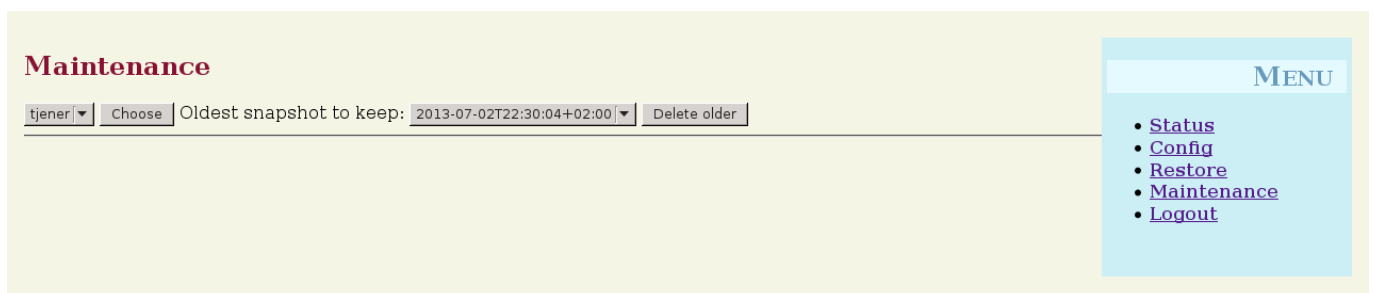 Maintenance
tjener Choose Oldest snapshot to keep: 2013-07-02T22:30:04+02:00 Delete older
MENU
Status
Config
Restore
Maintenance
Logout